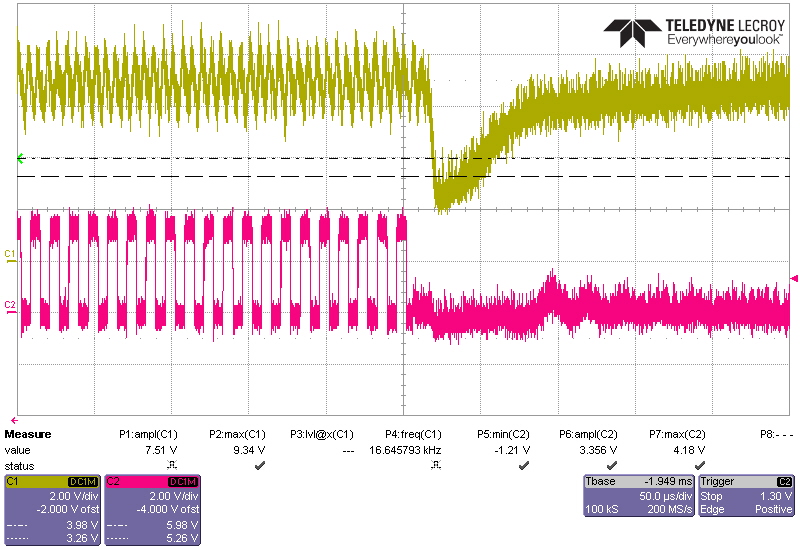 TELEDYNE LECROY
Everywhereyoulook™
C1
C2
Measure P1:ampl(C1) P2:max(C1) P3:lvl@x(C1) P4:freq(C1) P5:min(C2) P6:ampl(C2) P7:max(C2) P8:- - -
value 7.51 V 9.34 V --- 16.645793 kHz -1.21 V 3.356 V 4.18 V
status
C1 DC1M
2.00 V/div
-2.000 V ofst
3.98 V
3.26 V
C2 DC1M
2.00 V/div
-4.000 V ofst
5.98 V
5.26 V
Tbase -1.949 ms
50.0 µs/div
100 kS 200 MS/s
Trigger C2
Stop 1.30 V
Edge Positive